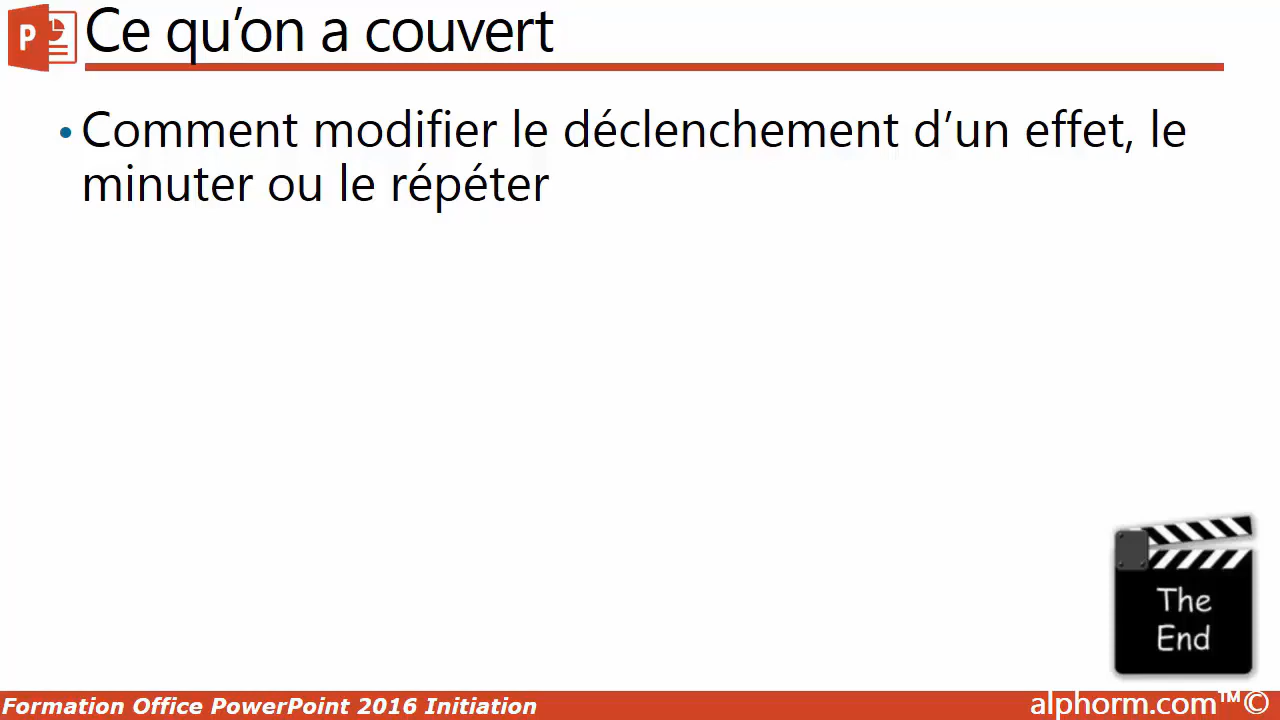 P
Ce qu’on a couvert
• Comment modifier le déclenchement d’un effet, le
minuter ou le répéter
The
End
Formation Office PowerPoint 2016 Initiation
alphorm.com™©